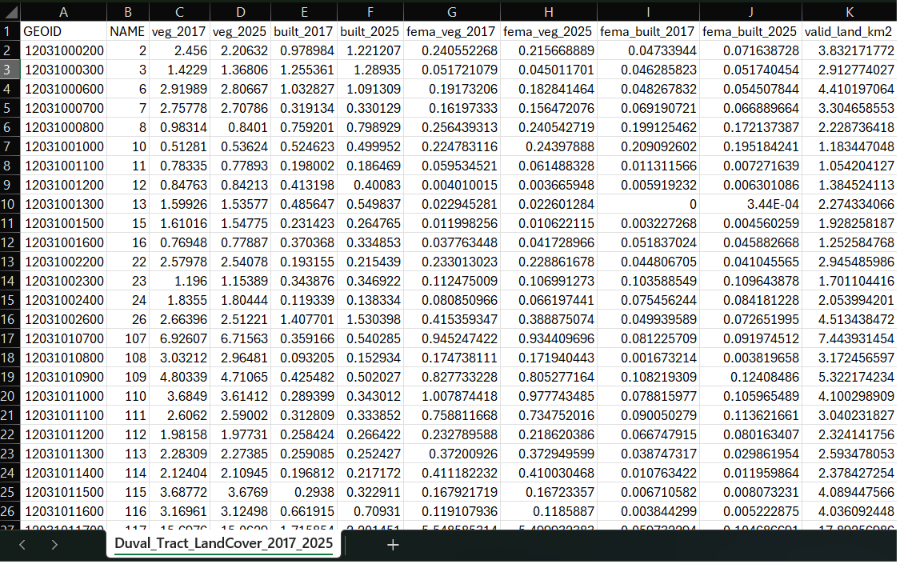 A B C D E F G H I J K
1 GEOID NAME veg_2017 veg_2025 built_2017 built_2025 fema_veg_2017 fema_veg_2025 fema_built_2017 fema_built_2025 valid_land_km2
2 12031000200 2 2.456 2.20632 0.978984 1.221207 0.240552268 0.215668889 0.04733944 0.071638728 3.832171772
3 12031000300 3 1.4229 1.36806 1.255361 1.28935 0.051721079 0.045011701 0.046285823 0.051740454 2.912774027
4 12031000600 6 2.91989 2.80667 1.032827 1.091309 0.19173206 0.182841464 0.048267832 0.054507844 4.410197064
5 12031000700 7 2.75778 2.70786 0.319134 0.330129 0.16197333 0.156472076 0.069190721 0.066889664 3.304658553
6 12031000800 8 0.98314 0.8401 0.759201 0.798929 0.256439313 0.240542719 0.199125462 0.172137387 2.228736418
7 12031001000 10 0.51281 0.53624 0.524623 0.499952 0.224783116 0.24397888 0.209092602 0.195184241 1.183447048
8 12031001100 11 0.78335 0.77893 0.198002 0.186469 0.059534521 0.061488328 0.011311566 0.007271639 1.054204127
9 12031001200 12 0.84763 0.84213 0.413198 0.40083 0.004010015 0.003665948 0.005919232 0.006301086 1.384524113
10 12031001300 13 1.59926 1.53577 0.485647 0.549837 0.022945281 0.022601284 0 3.44E-04 2.274334066
11 12031001500 15 1.61016 1.54775 0.231423 0.264765 0.011998256 0.010622115 0.003227268 0.004560259 1.928258187
12 12031001600 16 0.76948 0.77887 0.370368 0.334853 0.037763448 0.041728966 0.051837024 0.045882668 1.252584768
13 12031002200 22 2.57978 2.54078 0.193155 0.215439 0.233013023 0.228861678 0.044806705 0.041045565 2.945485986
14 12031002300 23 1.196 1.15389 0.343876 0.346922 0.112475009 0.106991273 0.103588549 0.109643878 1.701104416
15 12031002400 24 1.8355 1.80444 0.119339 0.138334 0.080850966 0.066197441 0.075456244 0.084181228 2.053994201
16 12031002600 26 2.66396 2.51221 1.407701 1.530398 0.415359347 0.388875074 0.049939589 0.072651995 4.513438472
17 12031010700 107 6.92607 6.71563 0.359166 0.540285 0.945247422 0.934409696 0.081225709 0.091974512 7.443931454
18 12031010800 108 3.03212 2.96481 0.093205 0.152934 0.174738111 0.171940443 0.001673214 0.003819658 3.172456597
19 12031010900 109 4.80339 4.71065 0.425482 0.502027 0.827733228 0.805277164 0.108219309 0.12408486 5.322174234
20 12031011000 110 3.6849 3.61412 0.289399 0.343012 1.007874418 0.977743485 0.078815977 0.105965489 4.100298909
21 12031011100 111 2.6062 2.59002 0.312809 0.333852 0.758811668 0.734752016 0.090050279 0.113621661 3.040231827
22 12031011200 112 1.98158 1.97731 0.258424 0.266422 0.232789588 0.218620386 0.066747915 0.080163407 2.324141756
23 12031011300 113 2.28309 2.27385 0.259085 0.252427 0.37200926 0.372949599 0.038747317 0.029861954 2.593478053
24 12031011400 114 2.12404 2.10945 0.196812 0.217172 0.411182232 0.410030468 0.010763422 0.011959864 2.378427254
25 12031011500 115 3.68772 3.6769 0.2938 0.322911 0.167921719 0.16723357 0.006710582 0.008073231 4.089447566
26 12031011600 116 3.16961 3.12498 0.661915 0.70931 0.119107936 0.1185887 0.003844299 0.005222875 4.036092448
Duval_Tract_LandCover_2017_2025